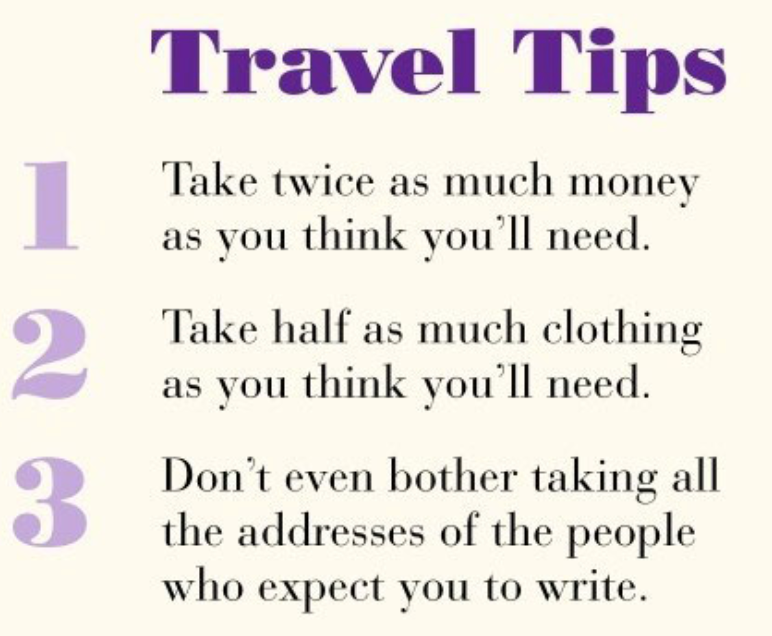 Travel Tips
1 Take twice as much money
as you think you’ll need.
2 Take half as much clothing
as you think you’ll need.
3 Don’t even bother taking all
the addresses of the people
who expect you to write.